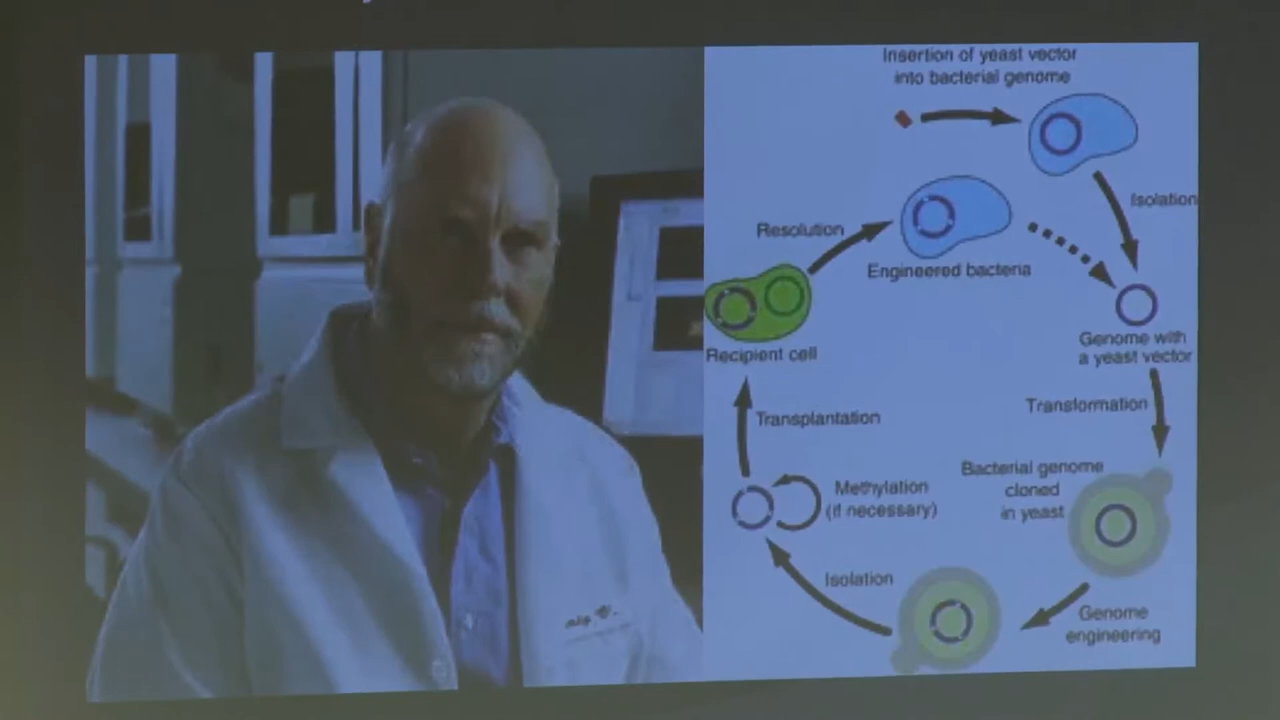 Insertion of yeast vector
into bacterial genome
Isolation
Resolution
Engineered bacteria
Genome with
a yeast vector
Recipient cell
Transformation
Transplantation
Bacterial genome
cloned
in yeast
Methylation
(if necessary)
Isolation
Genome
engineering